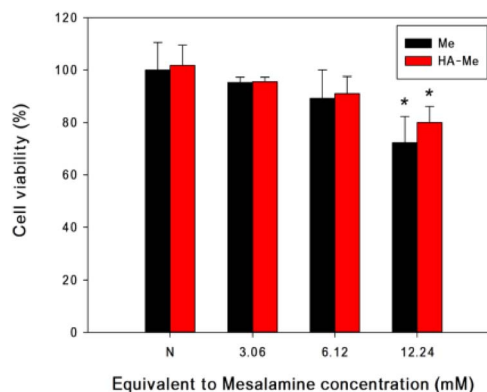 120
100
80
60
40
20
0
Cell viability (%)
Me
HA-Me
* *
N 3.06 6.12 12.24
Equivalent to Mesalamine concentration (mM)